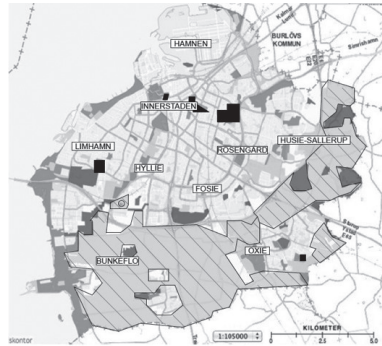 HAMNEN
BURLÖVS
KOMMUN
INNERSTADEN
HUSIE-SALLERUP
LIMHAMN
ROSENGÅRD
HYLLIE
FOSIE
OXIE
BUNKEFLO
KILOMETER
skontor
1:105000
0
2.5
5.0